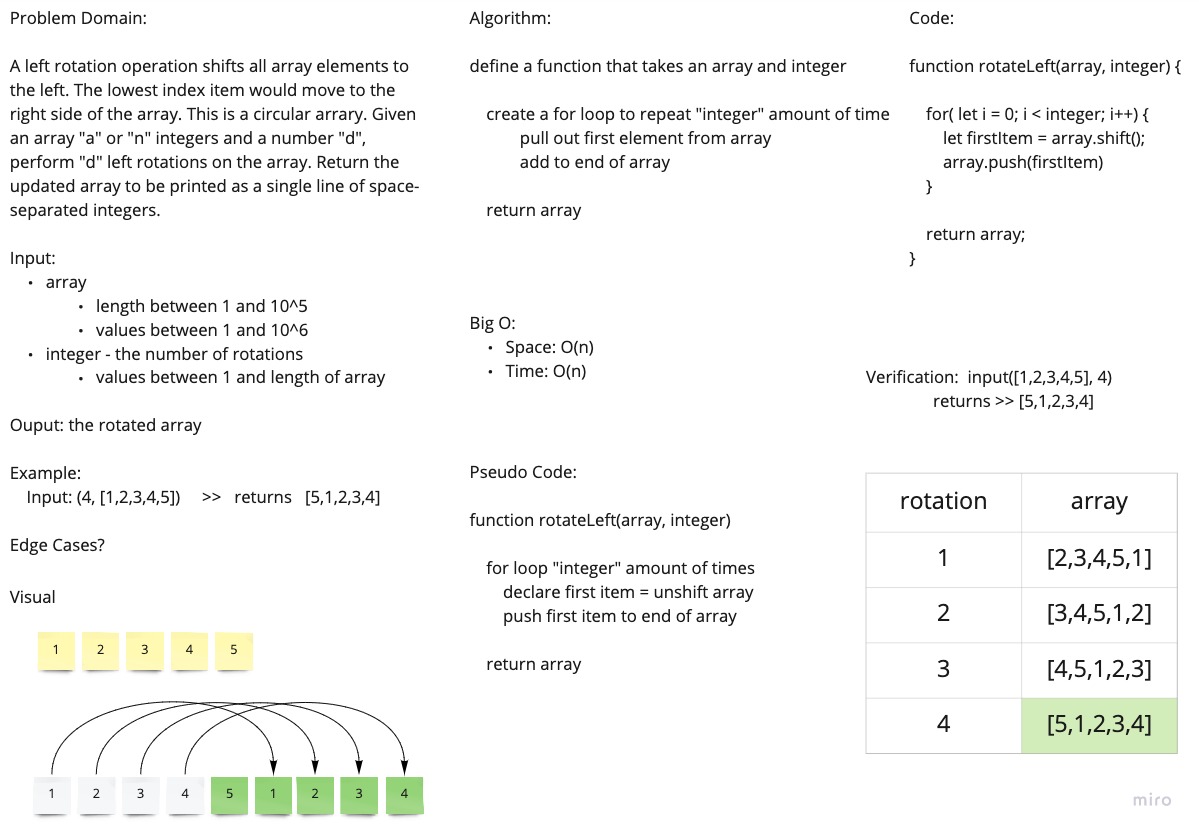 Problem Domain:
A left rotation operation shifts all array elements to
the left. The lowest index item would move to the
right side of the array. This is a circular arrary. Given
an array "a" or "n" integers and a number "d",
perform "d" left rotations on the array. Return the
updated array to be printed as a single line of space-
separated integers.
Input:
• array
• length between 1 and 10^5
• values between 1 and 10^6
• integer - the number of rotations
• values between 1 and length of array
Ouput: the rotated array
Example:
Input: (4, [1,2,3,4,5]) >> returns [5,1,2,3,4]
Edge Cases?
Visual
1 2 3 4 5
1 2 3 4 5 1 2 3 4
Algorithm:
define a function that takes an array and integer
create a for loop to repeat "integer" amount of time
pull out first element from array
add to end of array
return array
Big O:
• Space: O(n)
• Time: O(n)
Pseudo Code:
function rotateLeft(array, integer)
for loop "integer" amount of times
declare first item = unshift array
push first item to end of array
return array
Code:
function rotateLeft(array, integer) {
for( let i = 0; i < integer; i++) {
let firstItem = array.shift();
array.push(firstItem)
}
return array;
}
Verification: input([1,2,3,4,5], 4)
returns >> [5,1,2,3,4]
rotation array
1 [2,3,4,5,1]
2 [3,4,5,1,2]
3 [4,5,1,2,3]
4 [5,1,2,3,4]
miro